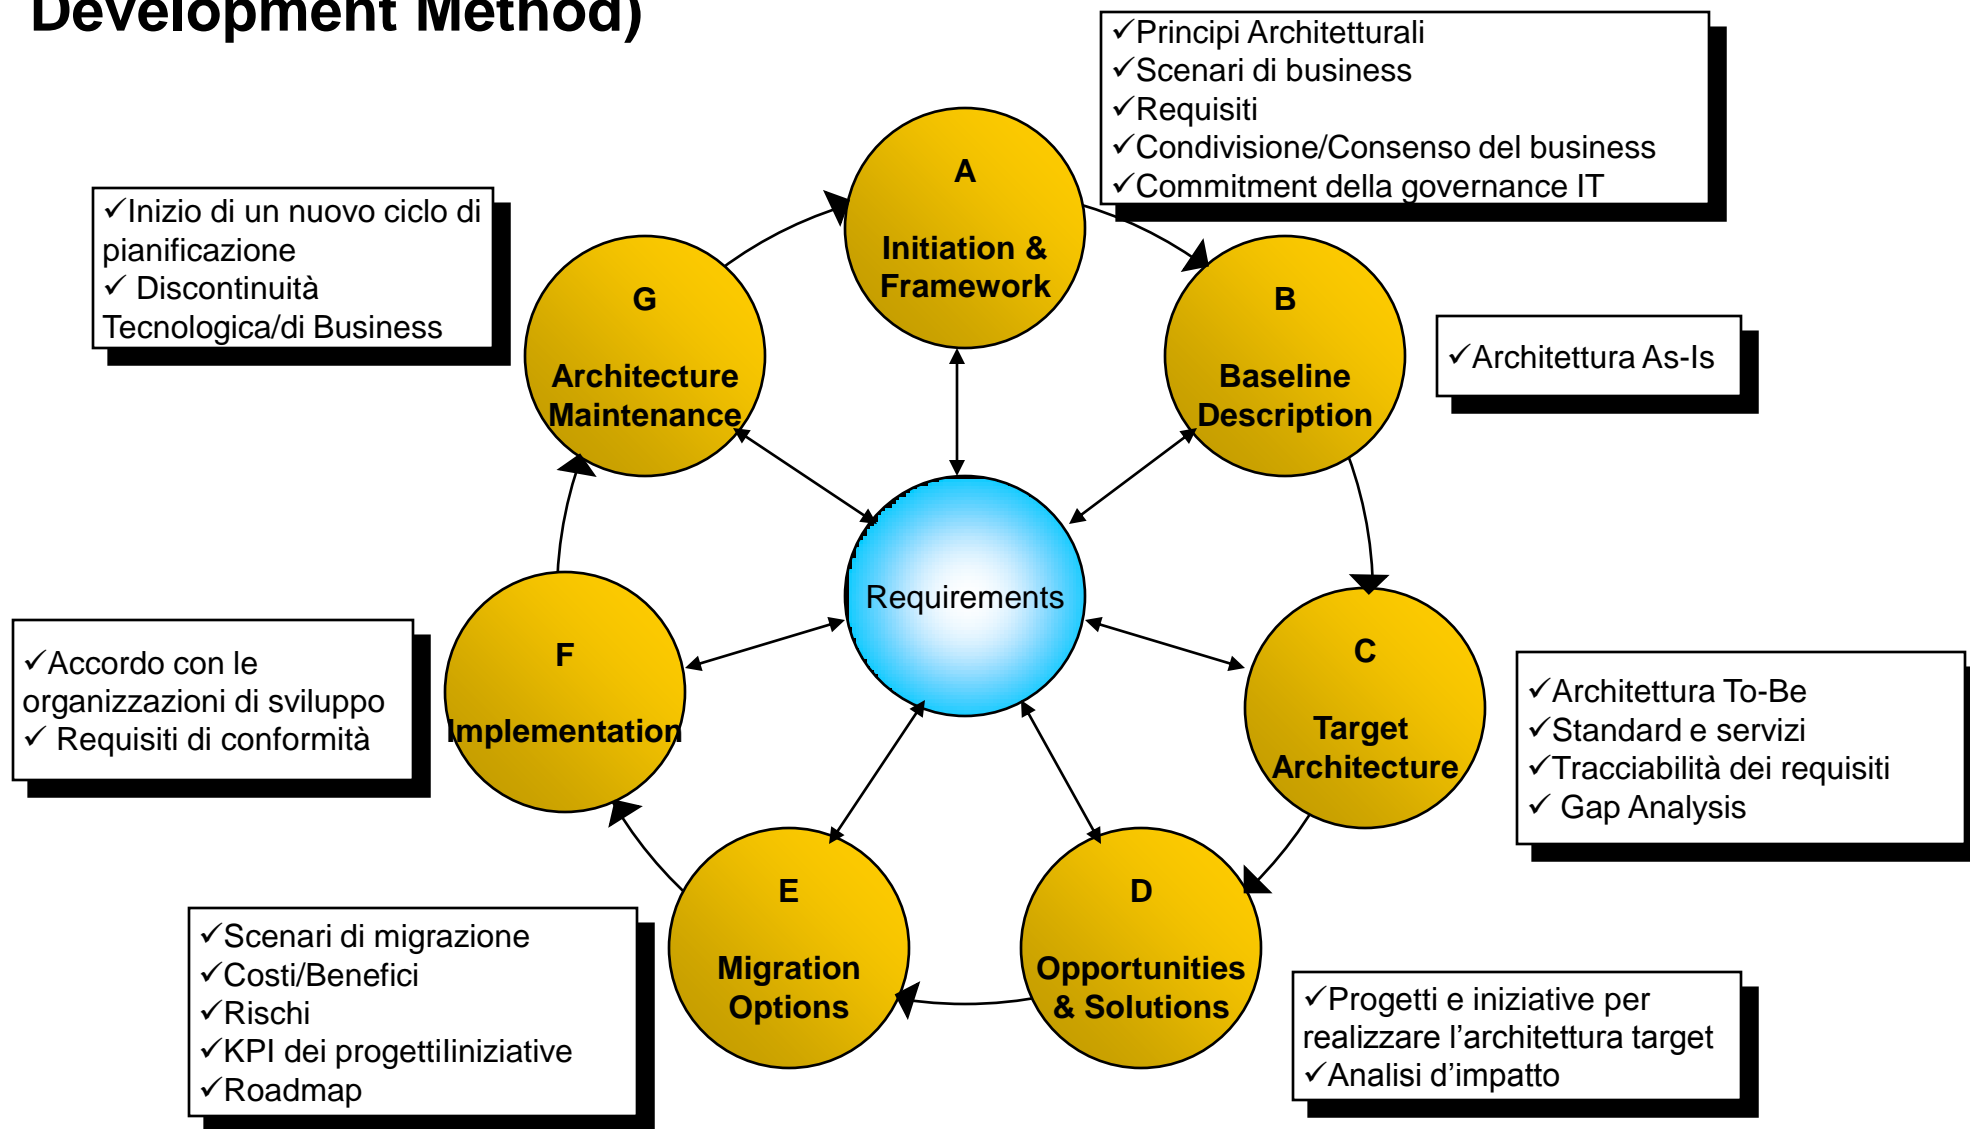 Development Method)
✓Principi Architetturali
✓Scenari di business
✓Requisiti
✓Condivisione/Consenso del business
✓Commitment della governance IT
A
Initiation &
Framework
✓Inizio di un nuovo ciclo di
pianificazione
✓ Discontinuità
Tecnologica/di Business
G
Architecture
Maintenance
B
Baseline
Description
✓Architettura As-Is
Requirements
✓Accordo con le
organizzazioni di sviluppo
✓ Requisiti di conformità
F
Implementation
C
Target
Architecture
✓Architettura To-Be
✓Standard e servizi
✓Tracciabilità dei requisiti
✓ Gap Analysis
✓Scenari di migrazione
✓Costi/Benefici
✓Rischi
✓KPI dei progettiIiniziative
✓Roadmap
E
Migration
Options
D
Opportunities
& Solutions
✓Progetti e iniziative per
realizzare l’architettura target
✓Analisi d’impatto